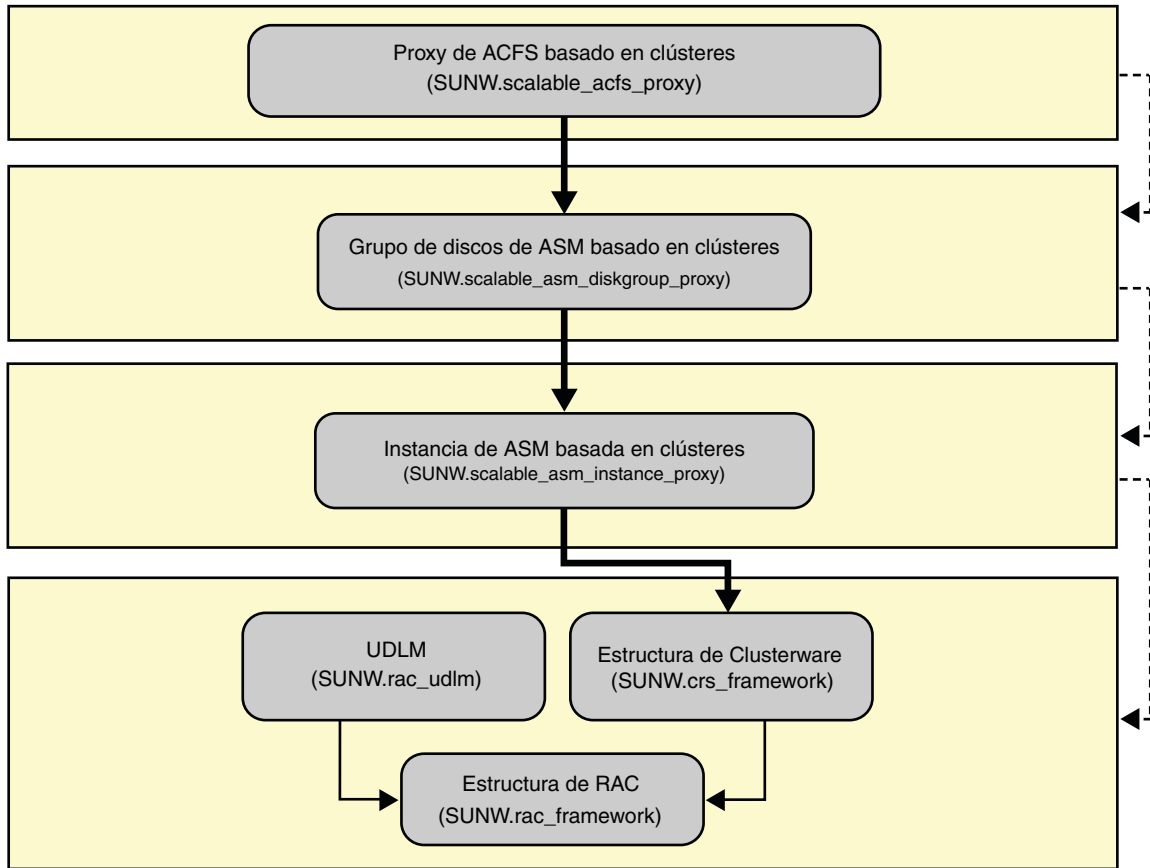 Proxy de ACFS basado en clústeres
(SUNW.scalable_acfs_proxy)
Grupo de discos de ASM basado en clústeres
(SUNW.scalable_asm_diskgroup_proxy)
Instancia de ASM basada en clústeres
(SUNW.scalable_asm_instance_proxy)
UDLM
(SUNW.rac_udlm)
Estructura de Clusterware
(SUNW.crs_framework)
Estructura de RAC
(SUNW.rac_framework)